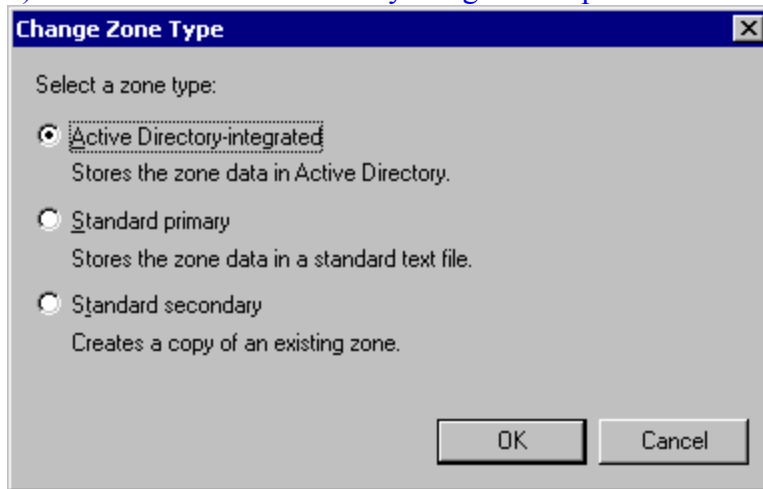 Change Zone Type
Select a zone type:
Active Directory-integrated
Stores the zone data in Active Directory.
Standard primary
Stores the zone data in a standard text file.
Standard secondary
Creates a copy of an existing zone.
OK Cancel